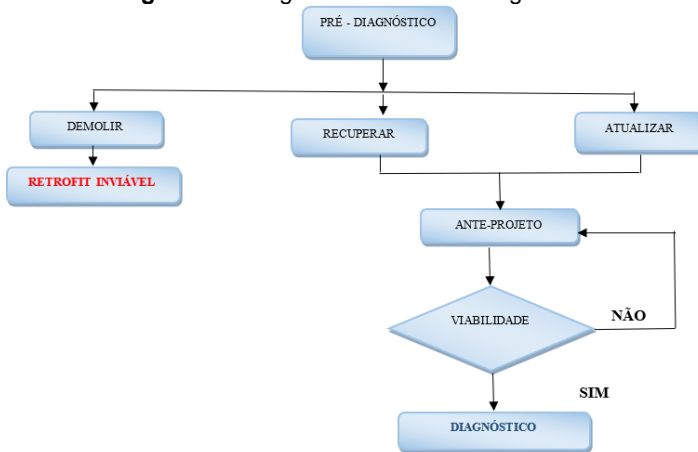 PRÉ - DIAGNÓSTICO
DEMOLIR
RECUPERAR
ATUALIZAR
RETROFIT INVIÁVEL
ANTE-PROJETO
VIABILIDADE
NÃO
SIM
DIAGNÓSTICO